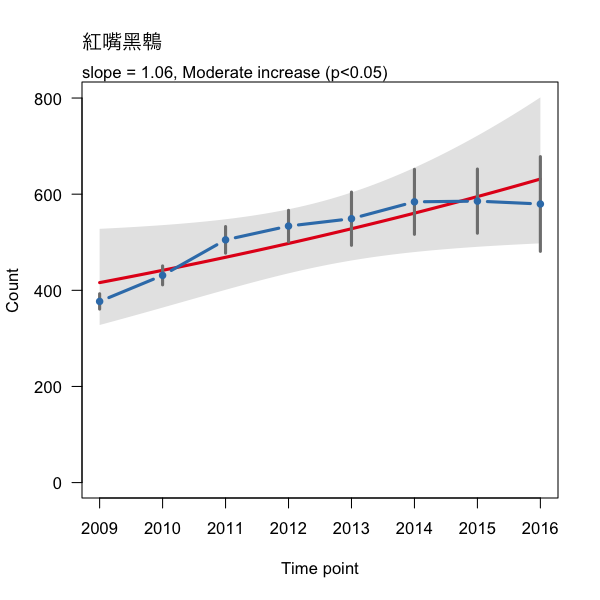 紅嘴黑鵯
slope = 1.06, Moderate increase (p<0.05)
800
600
400
200
0
Count
2009 2010 2011 2012 2013 2014 2015 2016
Time point